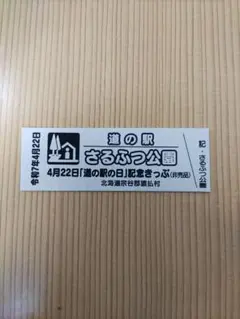 令和7年4月22日
道の駅
さるふつ公園
4月22日「道の駅の日」記念きっぷ(非売品)
北海道宗谷郡猿払村
記・さるふつ公園